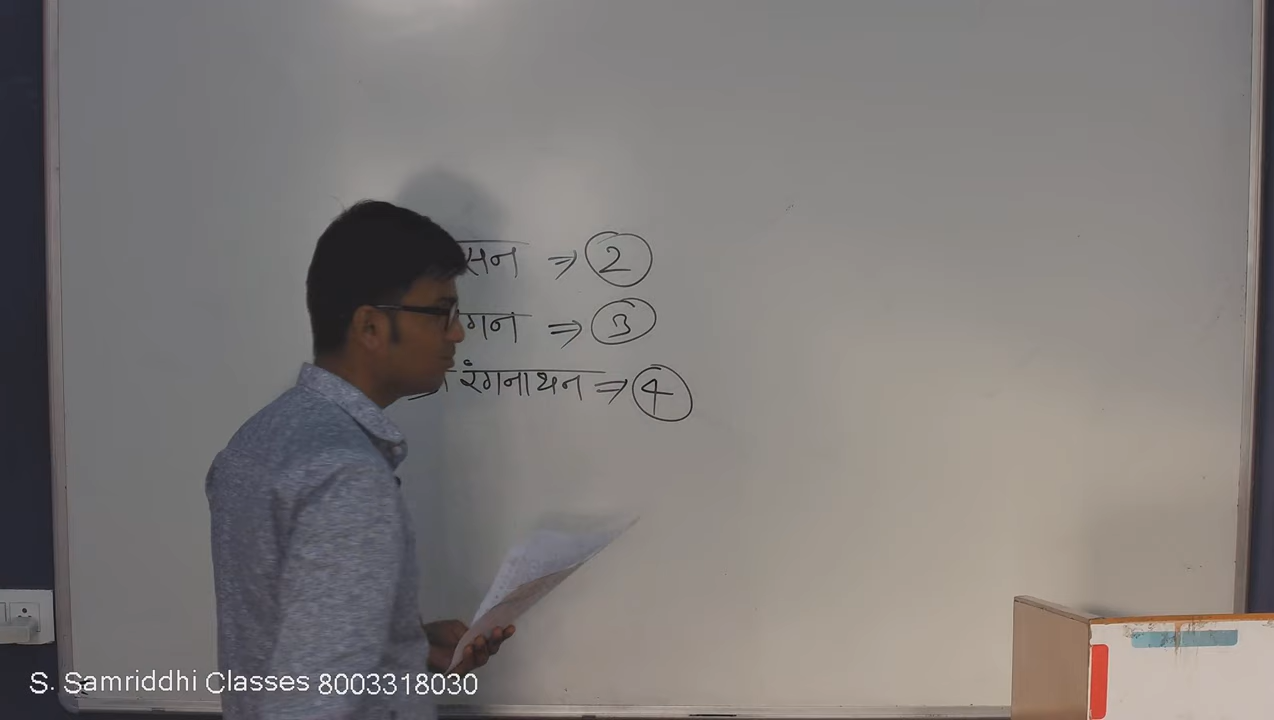 सन ⇒ 2
गन ⇒ 3
रंगनाथन ⇒ 4
S. Samriddhi Classes 8003318030